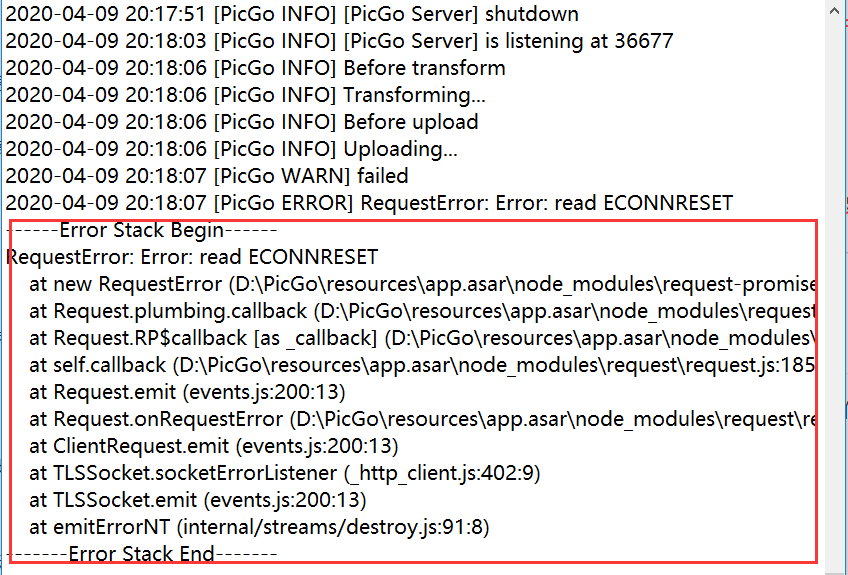 2020-04-09 20:17:51 [PicGo INFO] [PicGo Server] shutdown
2020-04-09 20:18:03 [PicGo INFO] [PicGo Server] is listening at 36677
2020-04-09 20:18:06 [PicGo INFO] Before transform
2020-04-09 20:18:06 [PicGo INFO] Transforming...
2020-04-09 20:18:06 [PicGo INFO] Before upload
2020-04-09 20:18:06 [PicGo INFO] Uploading...
2020-04-09 20:18:07 [PicGo WARN] failed
2020-04-09 20:18:07 [PicGo ERROR] RequestError: Error: read ECONNRESET
------Error Stack Begin------
RequestError: Error: read ECONNRESET
at new RequestError (D:\PicGo\resources\app.asar\node_modules\request-promise
at Request.plumbing.callback (D:\PicGo\resources\app.asar\node_modules\request
at Request.RP$callback [as _callback] (D:\PicGo\resources\app.asar\node_modules\
at self.callback (D:\PicGo\resources\app.asar\node_modules\request\request.js:185
at Request.emit (events.js:200:13)
at Request.onRequestError (D:\PicGo\resources\app.asar\node_modules\request\re
at ClientRequest.emit (events.js:200:13)
at TLSSocket.socketErrorListener (_http_client.js:402:9)
at TLSSocket.emit (events.js:200:13)
at emitErrorNT (internal/streams/destroy.js:91:8)
-------Error Stack End-------